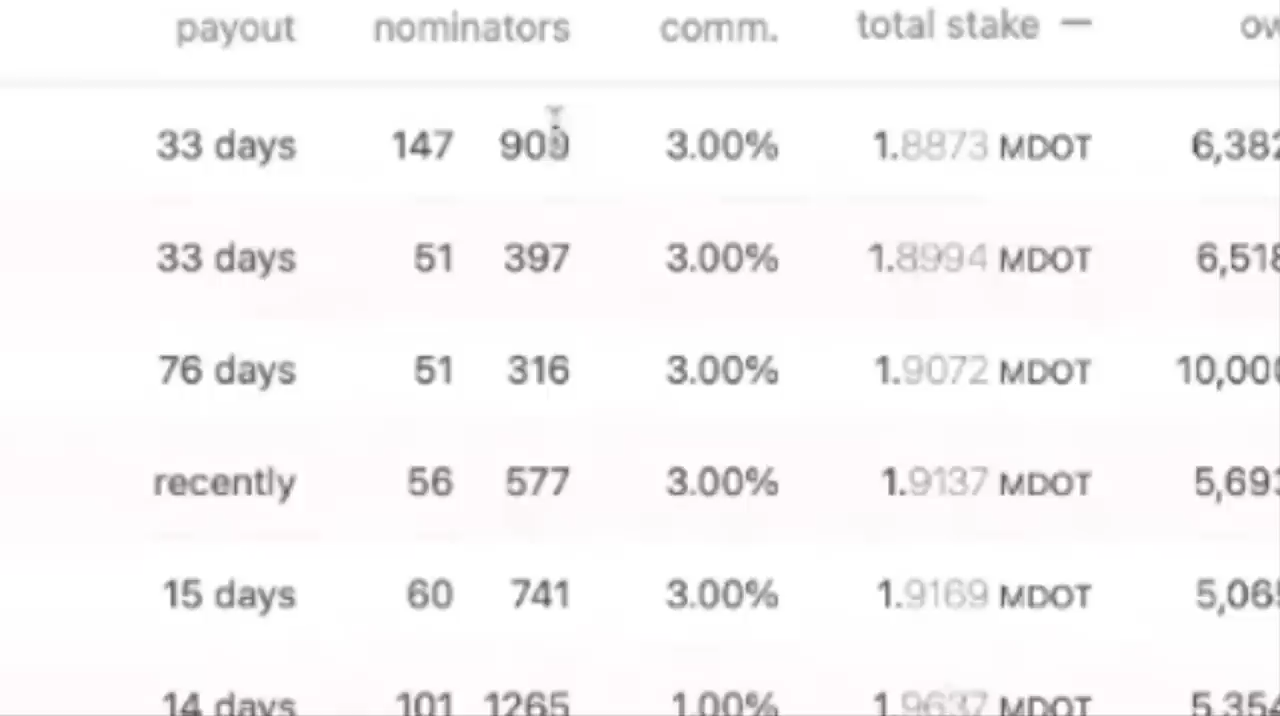 payout nominators comm. total stake —
33 days 147 3.00% 1.8873 MDOT
33 days 51 397 3.00% 1.8994 MDOT
76 days 51 316 3.00% 1.9072 MDOT
recently 56 577 3.00% 1.9137 MDOT
15 days 60 741 3.00% 1.9169 MDOT
14 days 101 1265 1.00% 1.9637 MDOT